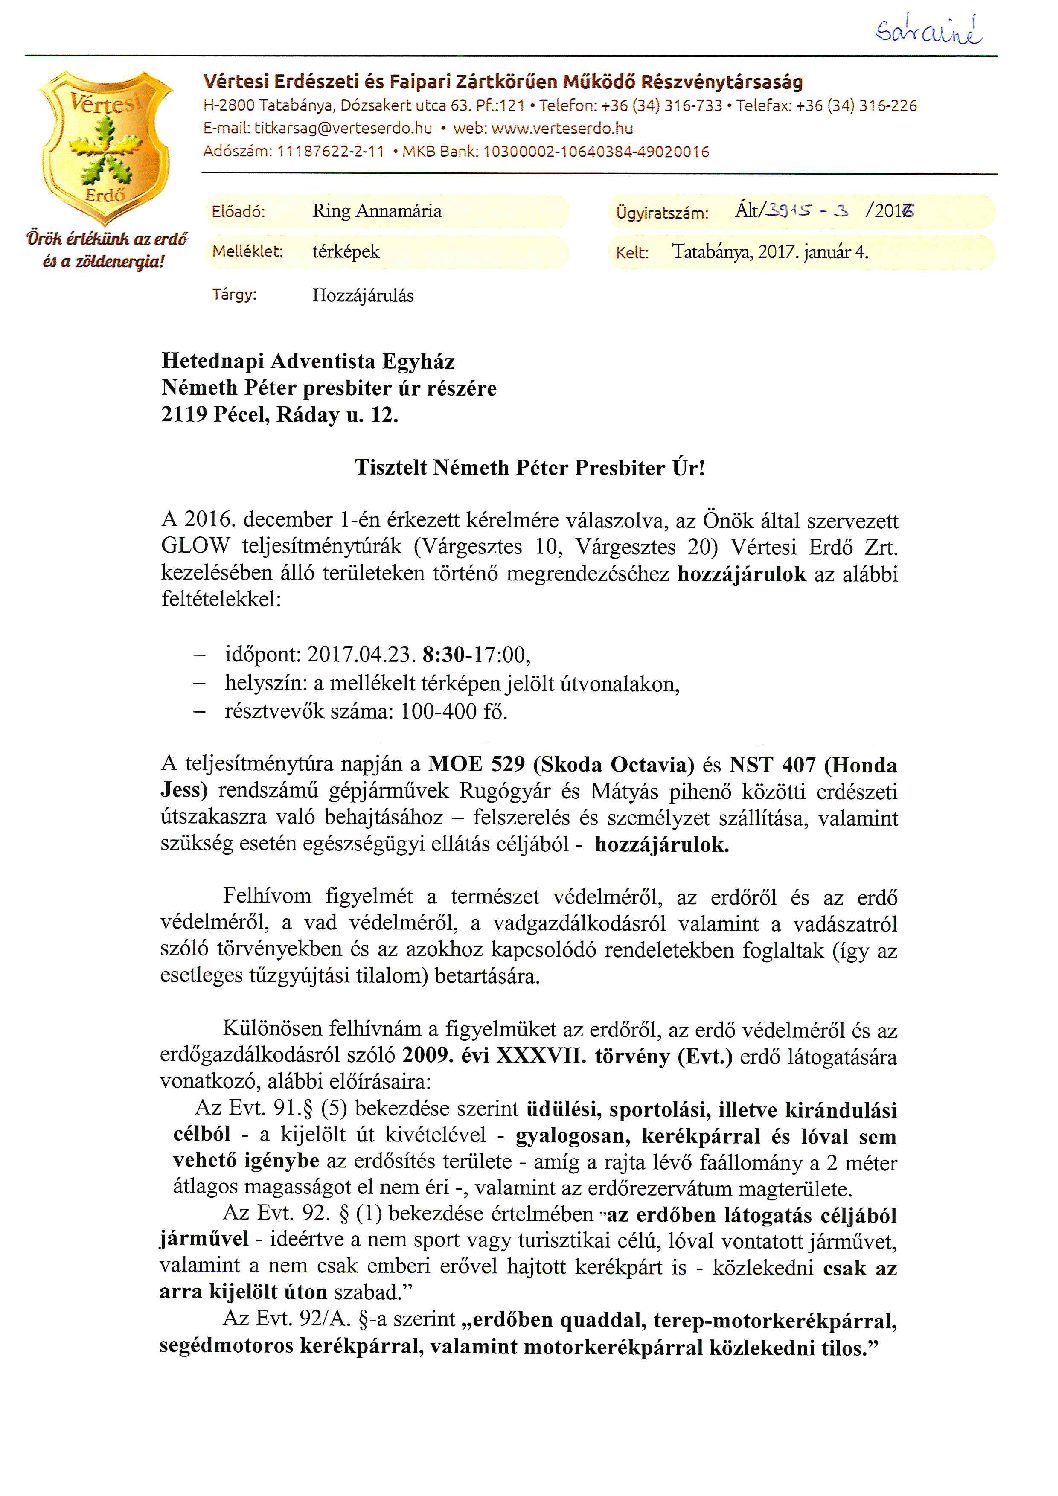 Sárainé
Vértesi Erdészeti és Faipari Zártkörűen Működő Részvénytársaság
H-2800 Tatabánya, Dózsakert utca 63. Pf.:121 • Telefon: +36 (34) 316-733 • Telefax: +36 (34) 316-226
E-mail: titkarsag@verteserdo.hu • web: www.verteserdo.hu
Adószám: 11187622-2-11 • MKB Bank: 10300002-10640384-49020016
Vértesi
Erdő
Örök értékünk az erdő
és a zöldenergia!
Előadó: Ring Annamária
Ügyiratszám: Ált/3915-3 /2016
Melléklet: térképek
Kelt: Tatabánya, 2017. január 4.
Tárgy: Hozzájárulás
Hetednapi Adventista Egyház
Németh Péter presbiter úr részére
2119 Pécel, Ráday u. 12.
Tisztelt Németh Péter Presbiter Úr!
A 2016. december 1-én érkezett kérelmére válaszolva, az Önök által szervezett
GLOW teljesítménytúrák (Várgesztes 10, Várgesztes 20) Vértesi Erdő Zrt.
kezelésében álló területeken történő megrendezéséhez hozzájárulok az alábbi
feltételekkel:
– időpont: 2017.04.23. 8:30-17:00,
– helyszín: a mellékelt térképen jelölt útvonalakon,
– résztvevők száma: 100-400 fő.
A teljesítménytúra napján a MOE 529 (Skoda Octavia) és NST 407 (Honda
Jess) rendszámű gépjárművek Rugógyár és Mátyás pihenő közötti erdészeti
útszakaszra való behajtásához – felszerelés és személyzet szállítása, valamint
szükség esetén egészségügyi ellátás céljából - hozzájárulok.
Felhívom figyelmét a természet védelméről, az erdőről és az erdő
védelméről, a vad védelméről, a vadgazdálkodásról valamint a vadászatról
szóló törvényekben és az azokhoz kapcsolódó rendeletekben foglaltak (így az
esetleges tűzgyújtási tilalom) betartására.
Különösen felhívnám a figyelmüket az erdőről, az erdő védelméről és az
erdőgazdálkodásról szóló 2009. évi XXXVII. törvény (Evt.) erdő látogatására
vonatkozó, alábbi előírásaira:
Az Evt. 91.§ (5) bekezdése szerint üdülési, sportolási, illetve kirándulási
célból - a kijelölt út kivételével - gyalogosan, kerékpárral és lóval sem
vehető igénybe az erdősítés területe - amíg a rajta lévő faállomány a 2 méter
átlagos magasságot el nem éri -, valamint az erdőrezervátum magterülete.
Az Evt. 92. § (1) bekezdése értelmében "az erdőben látogatás céljából
járművel - ideértve a nem sport vagy turisztikai célú, lóval vontatott járművet,
valamint a nem csak emberi erővel hajtott kerékpárt is - közlekedni csak az
arra kijelölt úton szabad.”
Az Evt. 92/A. §-a szerint „erdőben quaddal, terep-motorkerékpárral,
segédmotoros kerékpárral, valamint motorkerékpárral közlekedni tilos.”